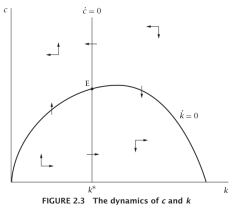 c
ċ = 0
E
k̇ = 0
k*
k
FIGURE 2.3 The dynamics of c and k